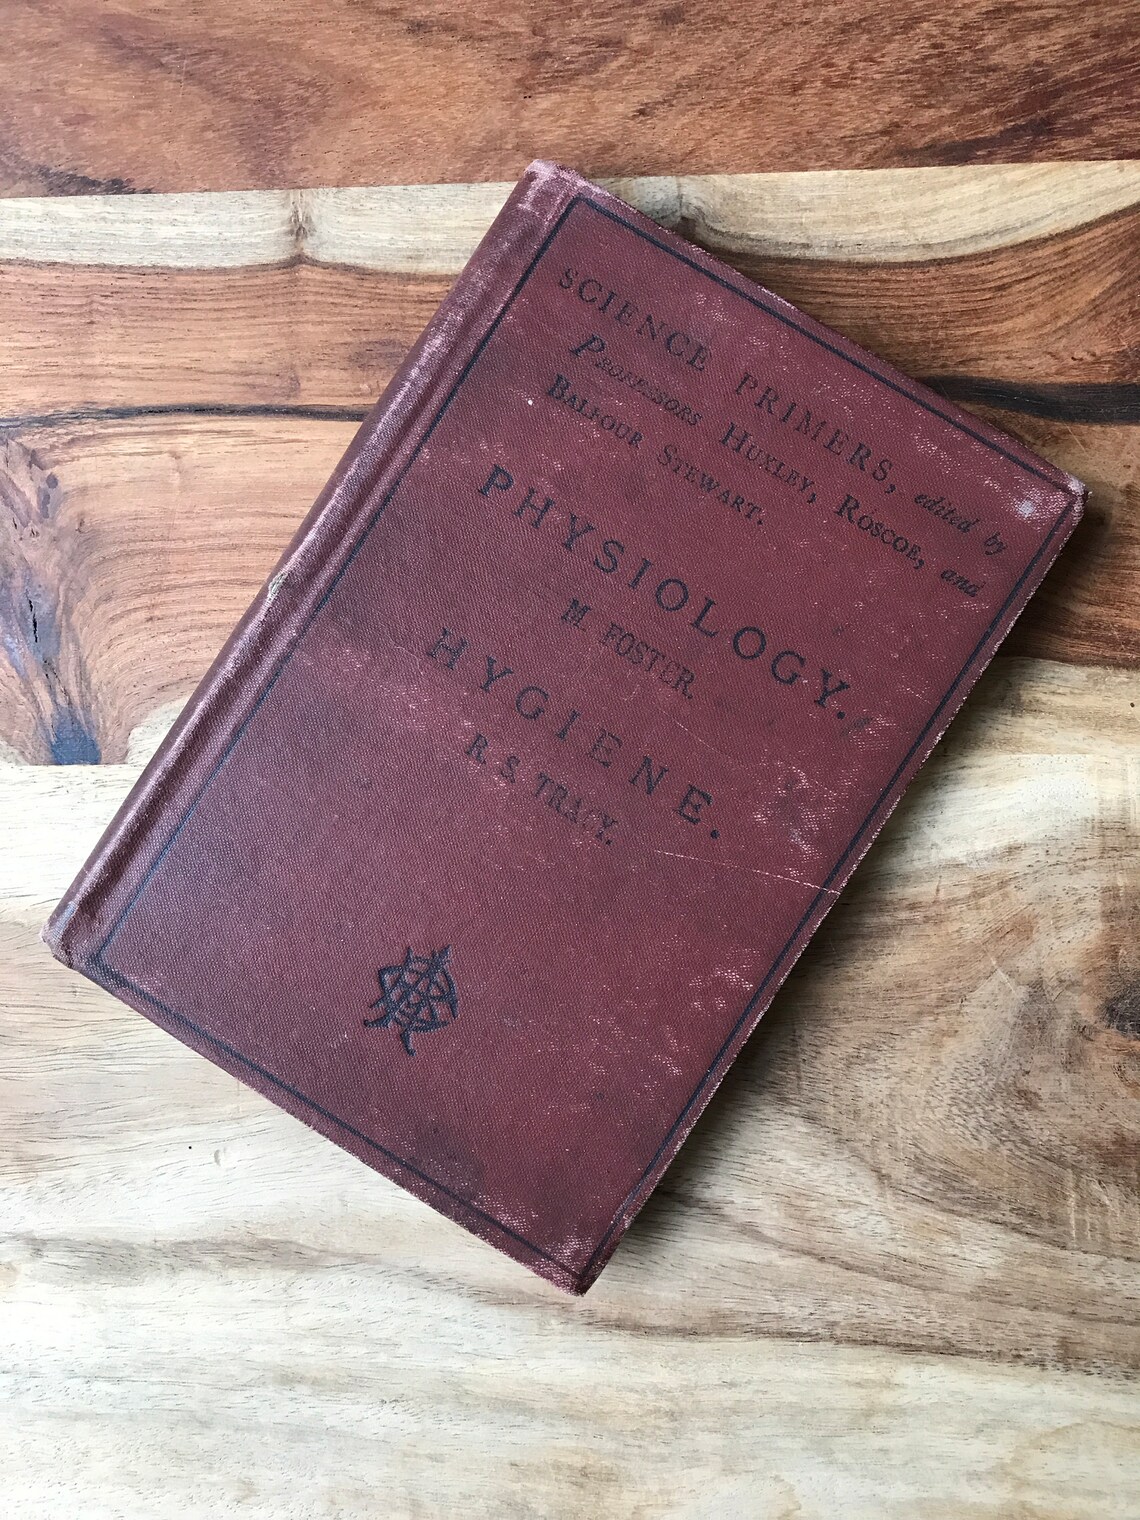 SCIENCE PRIMERS, edited by
PROFESSORS HUXLEY, ROSCOE, and
BALFOUR STEWART.
PHYSIOLOGY.
M. FOSTER.
HYGIENE.
R. S. TRACY.